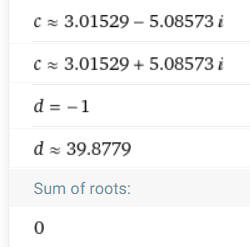 c ≈ 3.01529 − 5.08573 i
c ≈ 3.01529 + 5.08573 i
d = −1
d ≈ 39.8779
Sum of roots:
0